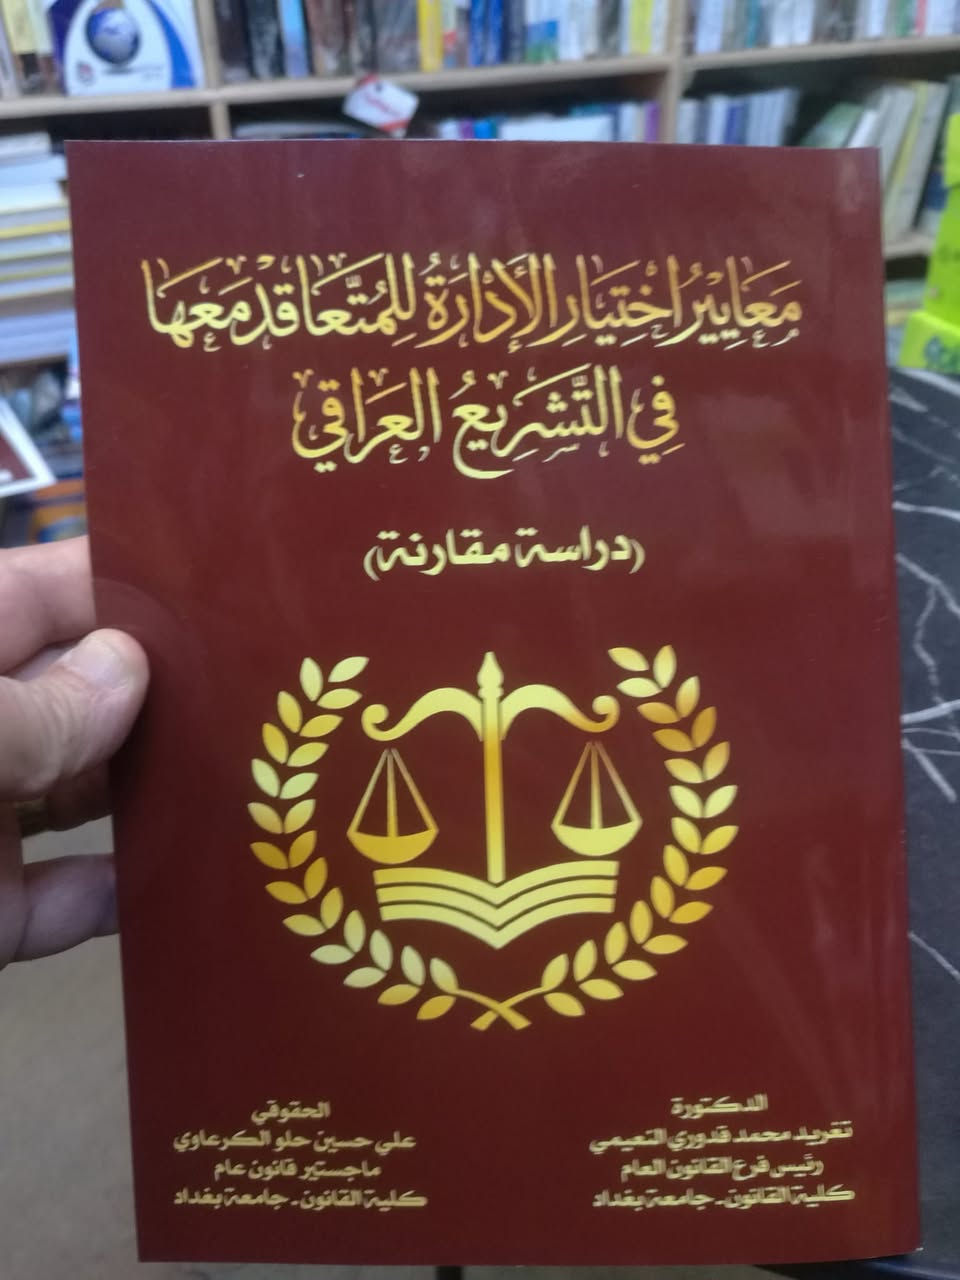 معايير اختيار الأدارة للمتعاقد معها
في التشريع العراقي
(دراسة مقارنة)
الدكتورة
تغريد محمد قدوري النعيمي
رئيس فرع القانون العام
كلية القانون - جامعة بغداد
الحقوقي
علي حسين حلو الكرعاوي
ماجستير قانون عام
كلية القانون - جامعة بغداد